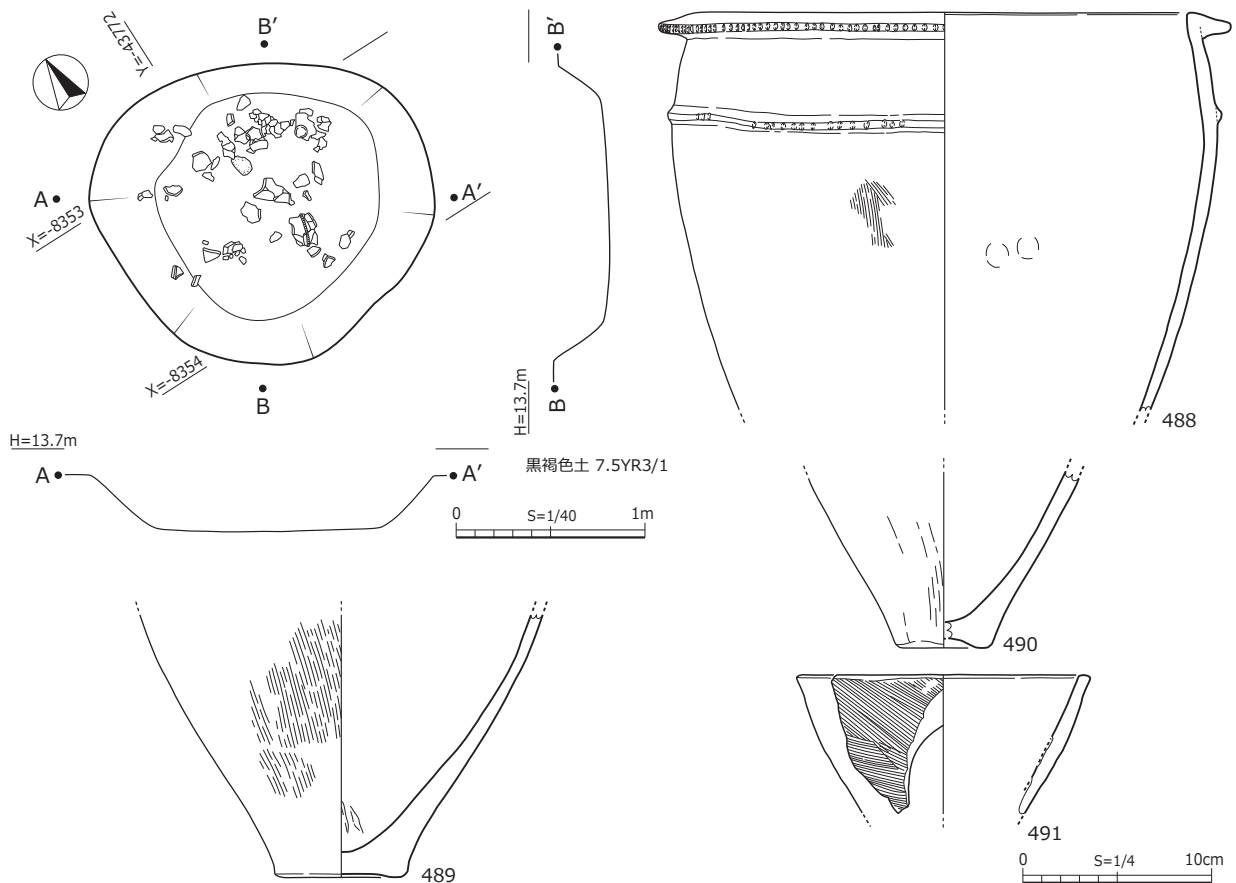 Y=-43772
B′
A
A′
X=-8353
X=-8354
B
B′
H=13.7m
B
H=13.7m
A
A′
黒褐色土 7.5YR3/1
0 S=1/40 1m
488
490
489
491
0 S=1/4 10cm